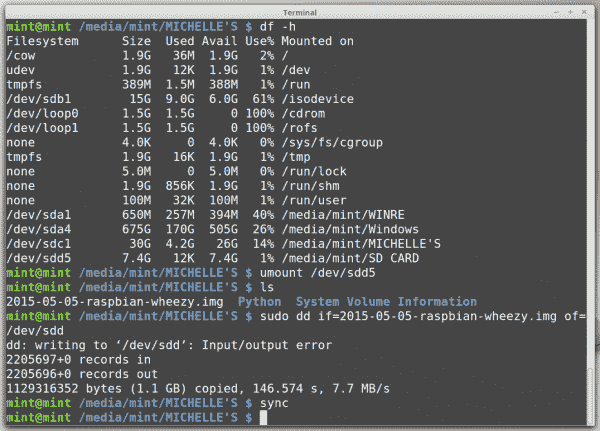 Terminal
mint@mint /media/mint/MICHELLE'S $ df -h
Filesystem      Size  Used Avail Use% Mounted on
/cow            1.9G   36M  1.9G   2% /
udev            1.9G   12K  1.9G   1% /dev
tmpfs           389M  1.5M  388M   1% /run
/dev/sdb1        15G  9.0G  6.0G  61% /isodevice
/dev/loop0      1.5G  1.5G     0 100% /cdrom
/dev/loop1      1.5G  1.5G     0 100% /rofs
none            4.0K     0  4.0K   0% /sys/fs/cgroup
tmpfs           1.9G   16K  1.9G   1% /tmp
none            5.0M     0  5.0M   0% /run/lock
none            1.9G  856K  1.9G   1% /run/shm
none            100M   32K  100M   1% /run/user
/dev/sda1       650M  257M  394M  40% /media/mint/WINRE
/dev/sda4       675G  170G  505G  26% /media/mint/Windows
/dev/sdc1        30G  4.2G   26G  14% /media/mint/MICHELLE'S
/dev/sdd5       7.4G   12K  7.4G   1% /media/mint/SD CARD
mint@mint /media/mint/MICHELLE'S $ umount /dev/sdd5
mint@mint /media/mint/MICHELLE'S $ ls
2015-05-05-raspbian-wheezy.img  Python  System Volume Information
mint@mint /media/mint/MICHELLE'S $ sudo dd if=2015-05-05-raspbian-wheezy.img of=
/dev/sdd
dd: writing to ‘/dev/sdd’: Input/output error
2205697+0 records in
2205696+0 records out
1129316352 bytes (1.1 GB) copied, 146.574 s, 7.7 MB/s
mint@mint /media/mint/MICHELLE'S $ sync
mint@mint /media/mint/MICHELLE'S $